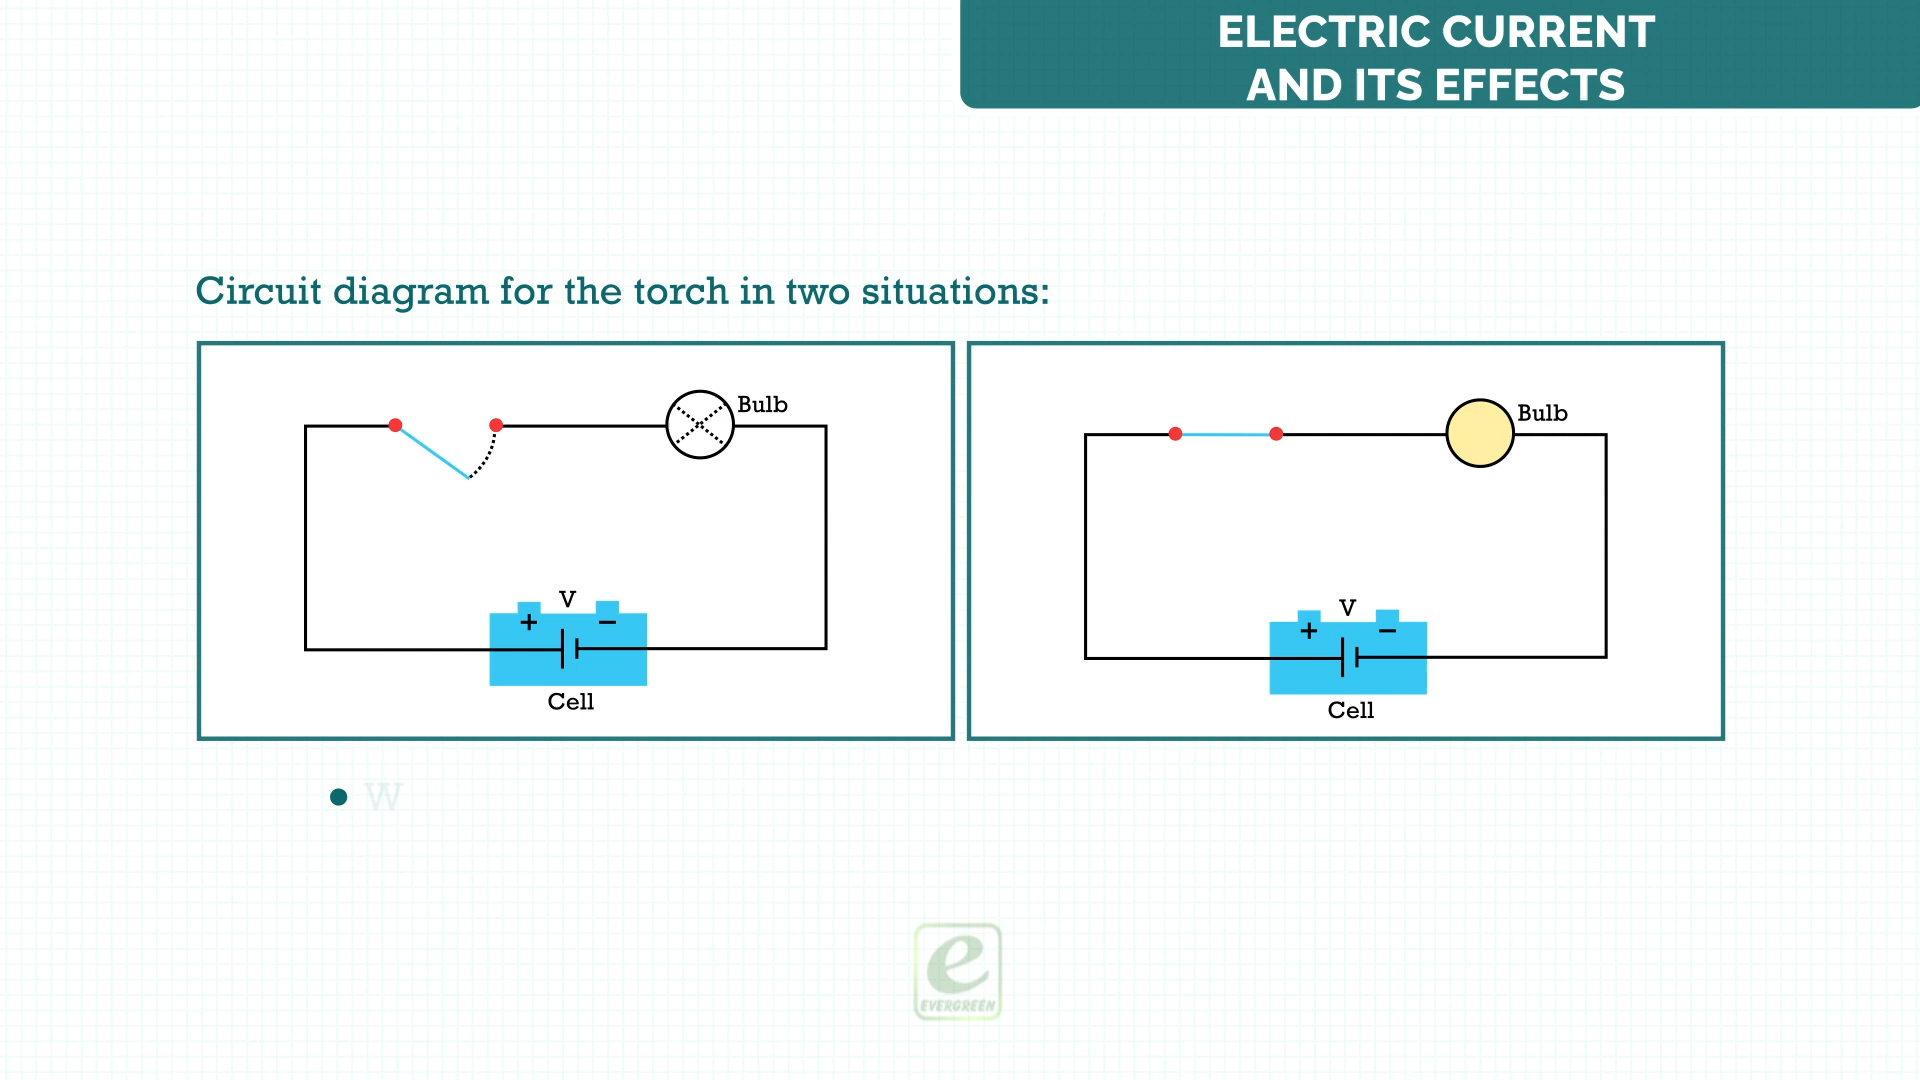 ELECTRIC CURRENT
AND ITS EFFECTS
Circuit diagram for the torch in two situations:
Bulb
V
+ −
Cell
Bulb
V
+ −
Cell
W
e
EVERGREEN